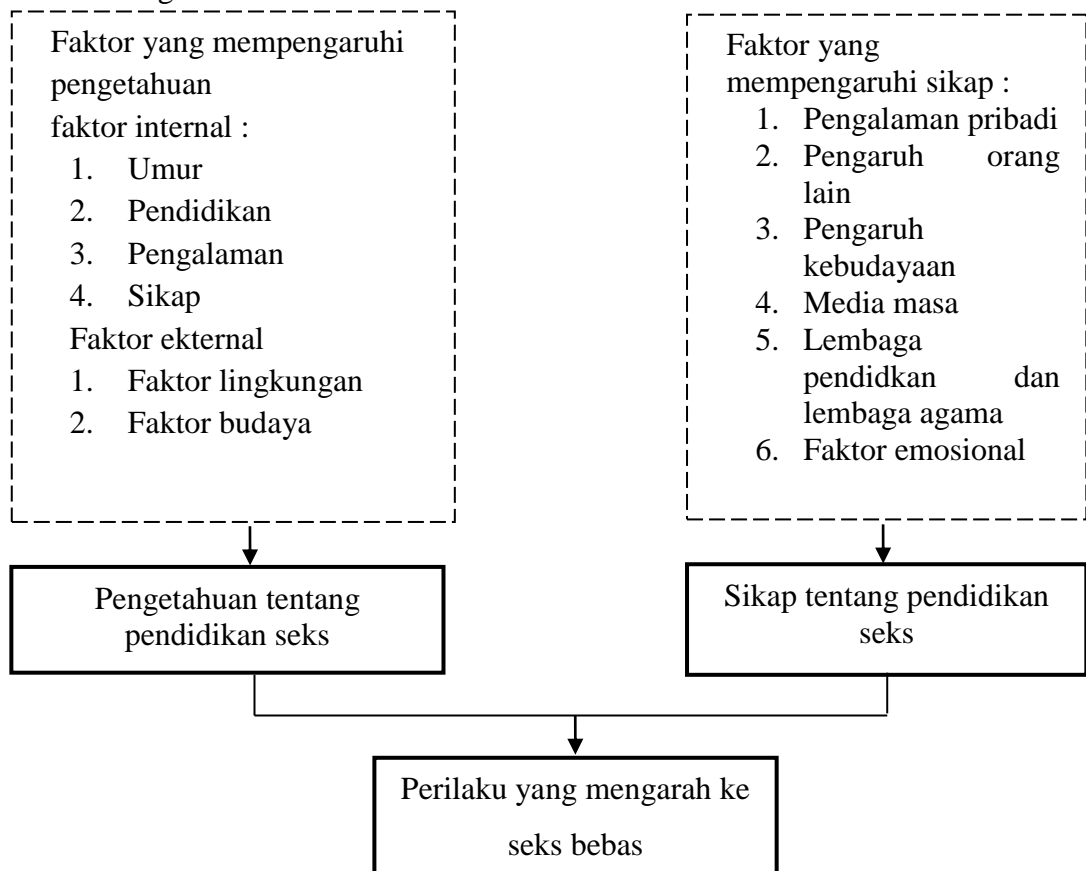 Faktor yang mempengaruhi
pengetahuan
faktor internal :
1. Umur
2. Pendidikan
3. Pengalaman
4. Sikap
Faktor ekternal
1. Faktor lingkungan
2. Faktor budaya
Faktor yang
mempengaruhi sikap :
1. Pengalaman pribadi
2. Pengaruh orang
lain
3. Pengaruh
kebudayaan
4. Media masa
5. Lembaga
pendidkan dan
lembaga agama
6. Faktor emosional
Pengetahuan tentang
pendidikan seks
Sikap tentang pendidikan
seks
Perilaku yang mengarah ke
seks bebas